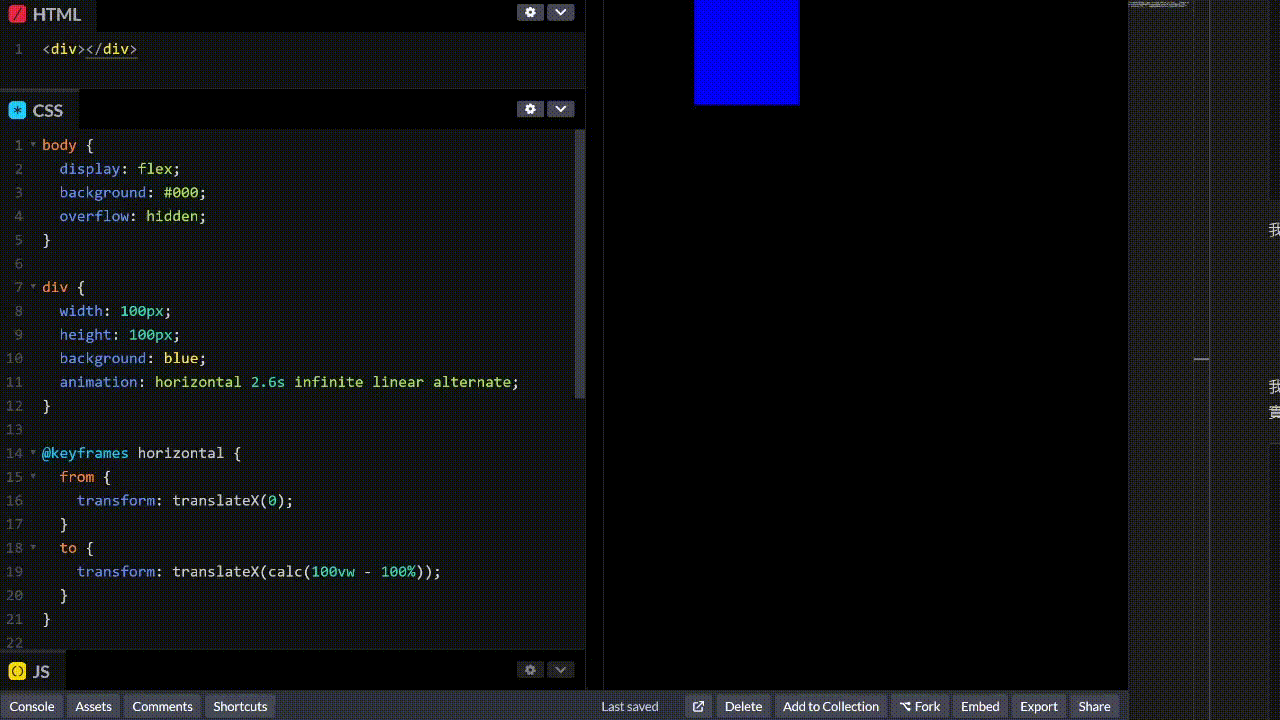 HTML
1 <div></div>
CSS
1 body {
2 display: flex;
3 background: #000;
4 overflow: hidden;
5 }
6
7 div {
8 width: 100px;
9 height: 100px;
10 background: blue;
11 animation: horizontal 2.6s infinite linear alternate;
12 }
13
14 @keyframes horizontal {
15 from {
16 transform: translateX(0);
17 }
18 to {
19 transform: translateX(calc(100vw - 100%));
20 }
21 }
22
JS
Console Assets Comments Shortcuts Last saved Delete Add to Collection Fork Embed Export Share
我
我